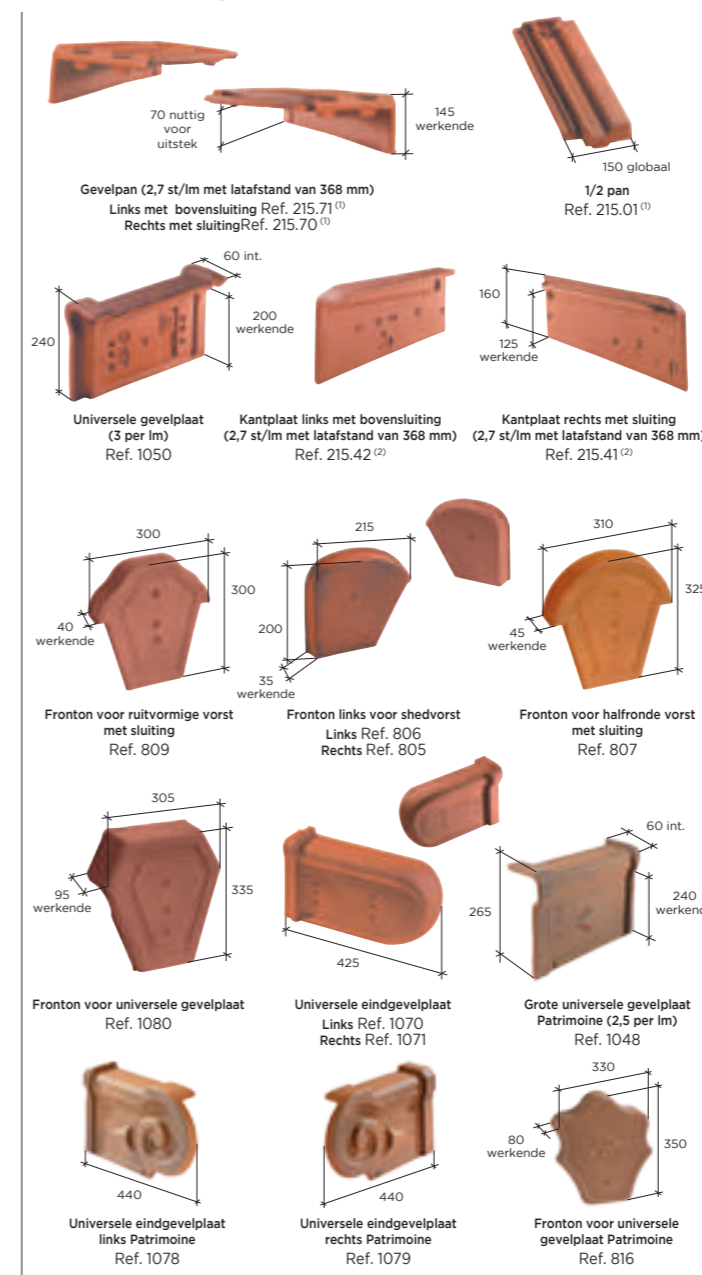 70 nuttig
voor
uitstek
145
werkende
150 globaal
Gevelpan (2,7 st/lm met latafstand van 368 mm)
Links met bovensluiting Ref. 215.71 (1)
Rechts met sluitingRef. 215.70 (1)
1/2 pan
Ref. 215.01 (1)
60 int.
240
200
werkende
160
125
werkende
Universele gevelplaat
(3 per lm)
Ref. 1050
Kantplaat links met bovensluiting
(2,7 st/lm met latafstand van 368 mm)
Ref. 215.42 (2)
Kantplaat rechts met sluiting
(2,7 st/lm met latafstand van 368 mm)
Ref. 215.41 (2)
300
300
40
werkende
215
200
35
werkende
310
325
45
werkende
Fronton voor ruitvormige vorst
met sluiting
Ref. 809
Fronton links voor shedvorst
Links Ref. 806
Rechts Ref. 805
Fronton voor halfronde vorst
met sluiting
Ref. 807
305
95
werkende
335
425
60 int.
265
240
werkend
Fronton voor universele gevelplaat
Ref. 1080
Universele eindgevelplaat
Links Ref. 1070
Rechts Ref. 1071
Grote universele gevelplaat
Patrimoine (2,5 per lm)
Ref. 1048
440
440
330
80
werkende
350
Universele eindgevelplaat
links Patrimoine
Ref. 1078
Universele eindgevelplaat
rechts Patrimoine
Ref. 1079
Fronton voor universele
gevelplaat Patrimoine
Ref. 816